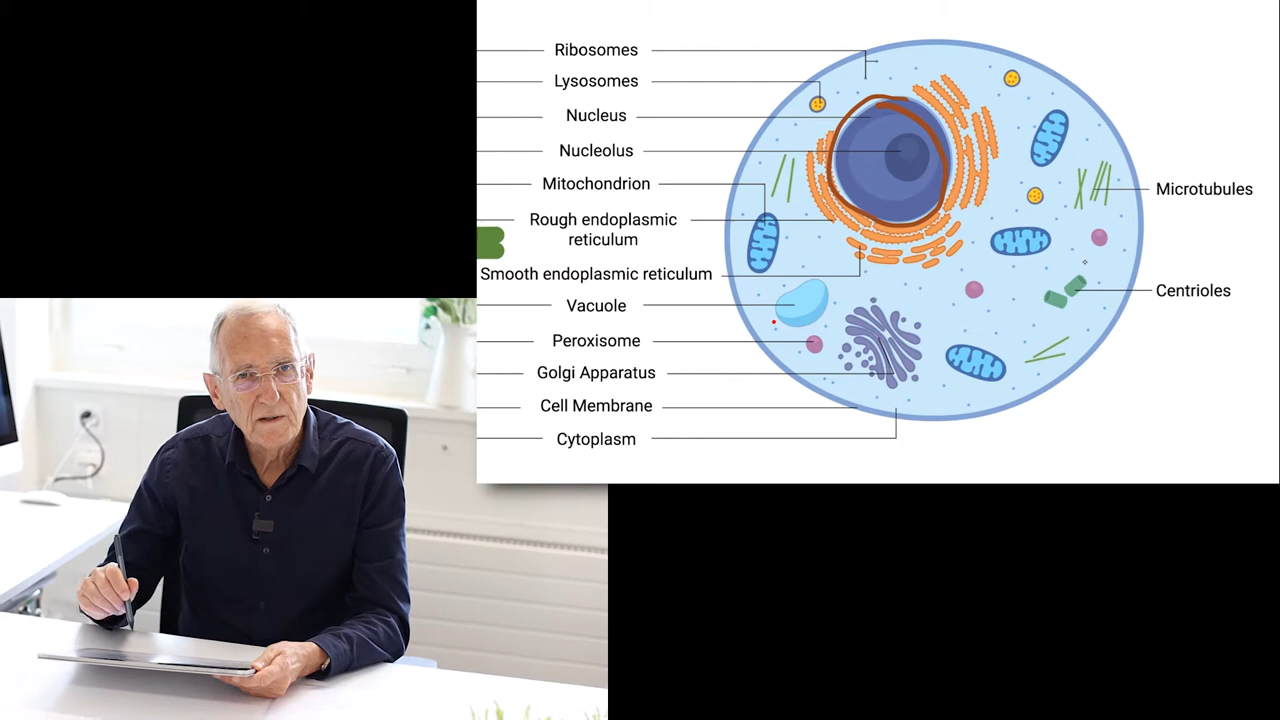 Ribosomes
Lysosomes
Nucleus
Nucleolus
Mitochondrion
Rough endoplasmic
reticulum
Smooth endoplasmic reticulum
Vacuole
Peroxisome
Golgi Apparatus
Cell Membrane
Cytoplasm
Microtubules
Centrioles